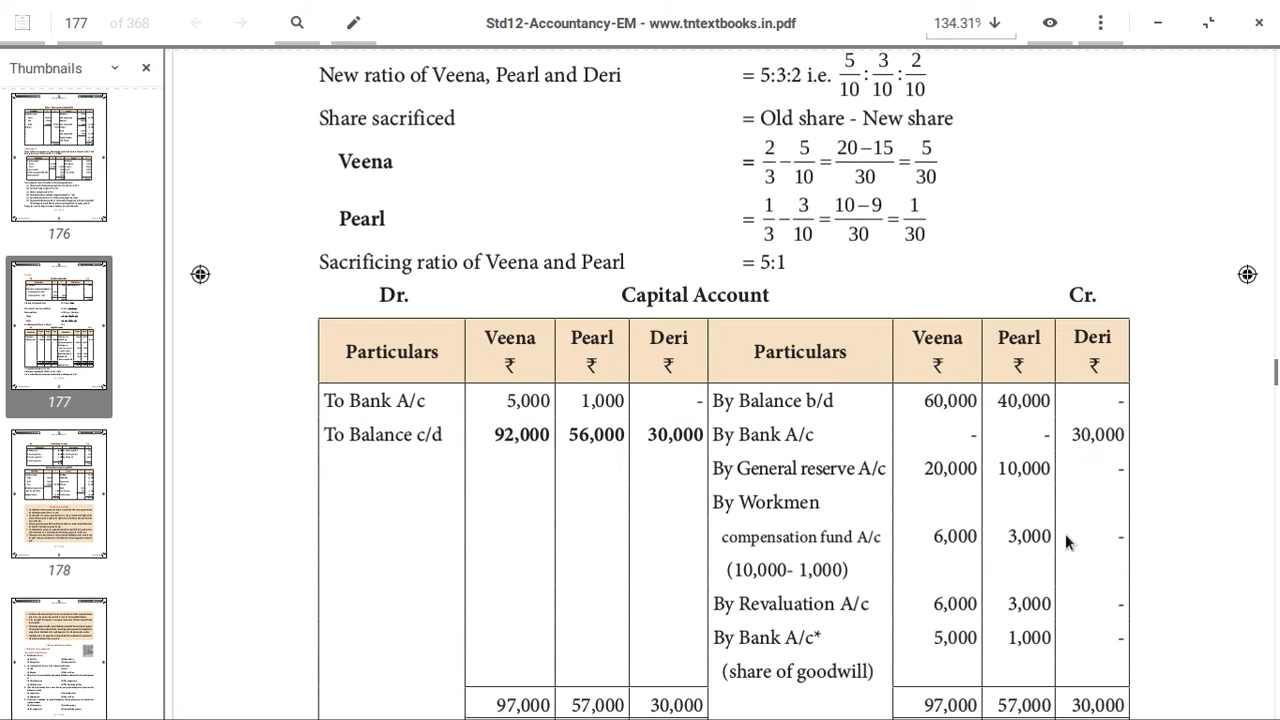 177 of 368
Std12-Accountancy-EM - www.tntextbooks.in.pdf
134.31%
Thumbnails
176
177
178
New ratio of Veena, Pearl and Deri = 5:3:2 i.e. 5/10 : 3/10 : 2/10
Share sacrificed = Old share - New share
Veena = 2/3 – 5/10 = 20–15/30 = 5/30
Pearl = 1/3 – 3/10 = 10–9/30 = 1/30
Sacrificing ratio of Veena and Pearl = 5:1
Dr. Capital Account Cr.
Particulars Veena ₹ Pearl ₹ Deri ₹ Particulars Veena ₹ Pearl ₹ Deri ₹
To Bank A/c 5,000 1,000 - By Balance b/d 60,000 40,000 -
To Balance c/d 92,000 56,000 30,000 By Bank A/c - - 30,000
By General reserve A/c 20,000 10,000 -
By Workmen
compensation fund A/c 6,000 3,000 -
(10,000- 1,000)
By Revaluation A/c 6,000 3,000 -
By Bank A/c* 5,000 1,000 -
(share of goodwill)
97,000 57,000 30,000 97,000 57,000 30,000